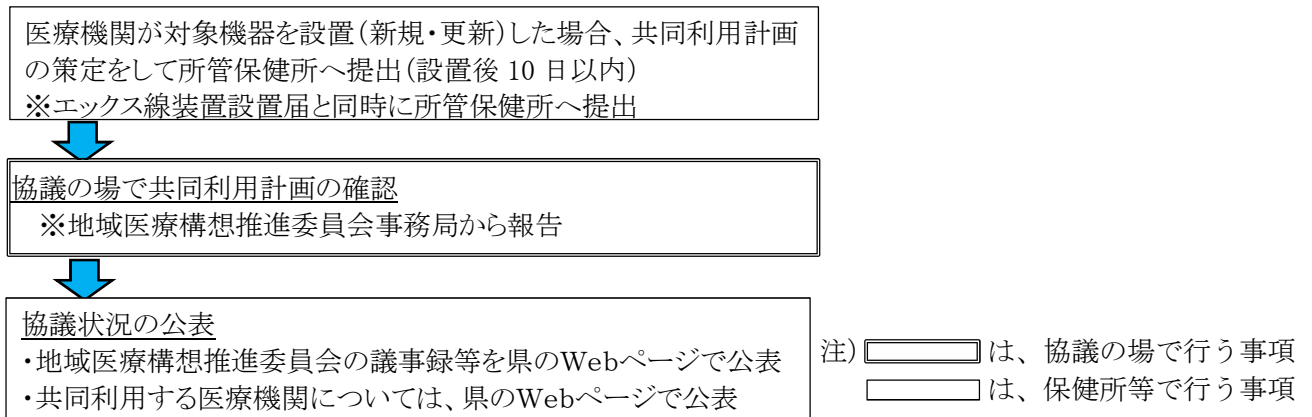 医療機関が対象機器を設置(新規・更新)した場合、共同利用計画
の策定をして所管保健所へ提出(設置後 10 日以内)
※エックス線装置設置届と同時に所管保健所へ提出
協議の場で共同利用計画の確認
※地域医療構想推進委員会事務局から報告
協議状況の公表
・地域医療構想推進委員会の議事録等を県のWebページで公表
・共同利用する医療機関については、県のWebページで公表
注) は、協議の場で行う事項
は、保健所等で行う事項